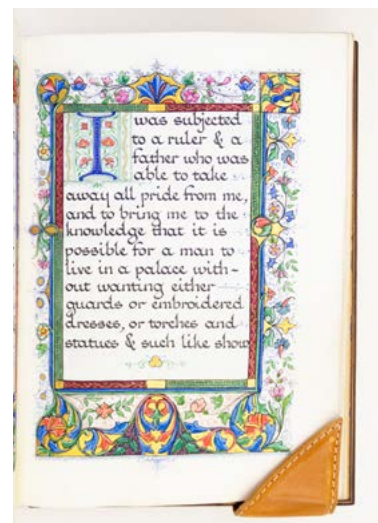 I was subjected
to a ruler & a
father who was
able to take
away all pride from me,
and to bring me to the
knowledge that it is
possible for a man to
live in a palace with-
out wanting either
guards or embroidered
dresses, or torches and
statues & such like show